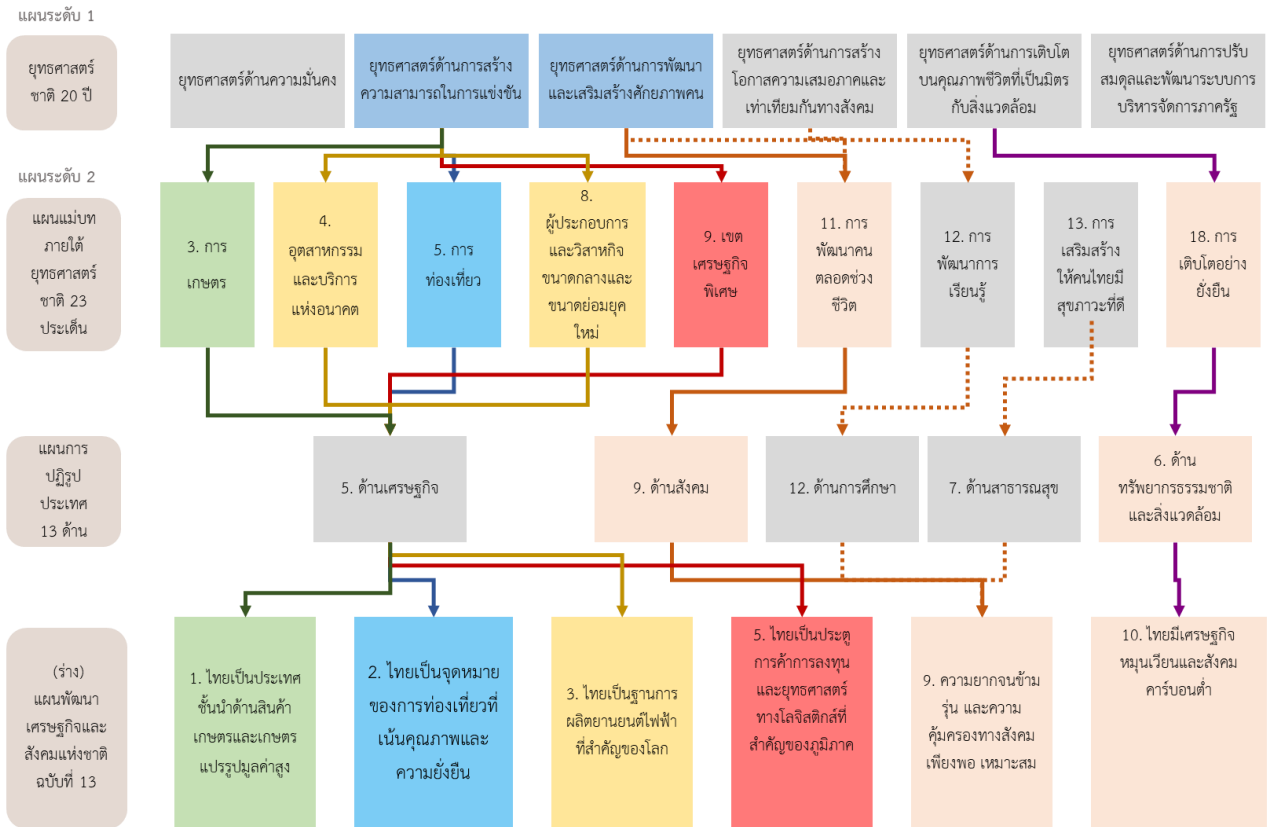 แผนระดับ 1
ยุทธศาสตร์
ชาติ 20 ปี
ยุทธศาสตร์ด้านความมั่นคง
ยุทธศาสตร์ด้านการสร้าง
ความสามารถในการแข่งขัน
ยุทธศาสตร์ด้านการพัฒนา
และเสริมสร้างศักยภาพคน
ยุทธศาสตร์ด้านการสร้าง
โอกาสความเสมอภาคและ
เท่าเทียมกันทางสังคม
ยุทธศาสตร์ด้านการเติบโต
บนคุณภาพชีวิตที่เป็นมิตร
กับสิ่งแวดล้อม
ยุทธศาสตร์ด้านการปรับ
สมดุลและพัฒนาระบบการ
บริหารจัดการภาครัฐ
แผนระดับ 2
แผนแม่บท
ภายใต้
ยุทธศาสตร์
ชาติ 23
ประเด็น
3. การ
เกษตร
4.
อุตสาหกรรม
และบริการ
แห่งอนาคต
5. การ
ท่องเที่ยว
8.
ผู้ประกอบการ
และวิสาหกิจ
ขนาดกลางและ
ขนาดย่อมยุค
ใหม่
9. เขต
เศรษฐกิจ
พิเศษ
11. การ
พัฒนาคน
ตลอดช่วง
ชีวิต
12. การ
พัฒนาการ
เรียนรู้
13. การ
เสริมสร้าง
ให้คนไทยมี
สุขภาวะที่ดี
18. การ
เติบโตอย่าง
ยั่งยืน
แผนการ
ปฏิรูป
ประเทศ
13 ด้าน
5. ด้านเศรษฐกิจ
9. ด้านสังคม
12. ด้านการศึกษา
7. ด้านสาธารณสุข
6. ด้าน
ทรัพยากรธรรมชาติ
และสิ่งแวดล้อม
(ร่าง)
แผนพัฒนา
เศรษฐกิจและ
สังคมแห่งชาติ
ฉบับที่ 13
1. ไทยเป็นประเทศ
ชั้นนำด้านสินค้า
เกษตรและเกษตร
แปรรูปมูลค่าสูง
2. ไทยเป็นจุดหมาย
ของการท่องเที่ยวที่
เน้นคุณภาพและ
ความยั่งยืน
3. ไทยเป็นฐานการ
ผลิตยานยนต์ไฟฟ้า
ที่สำคัญของโลก
5. ไทยเป็นประตู
การค้าการลงทุน
และยุทธศาสตร์
ทางโลจิสติกส์ที่
สำคัญของภูมิภาค
9. ความยากจนข้าม
รุ่น และความ
คุ้มครองทางสังคม
เพียงพอ เหมาะสม
10. ไทยมีเศรษฐกิจ
หมุนเวียนและสังคม
คาร์บอนต่ำ